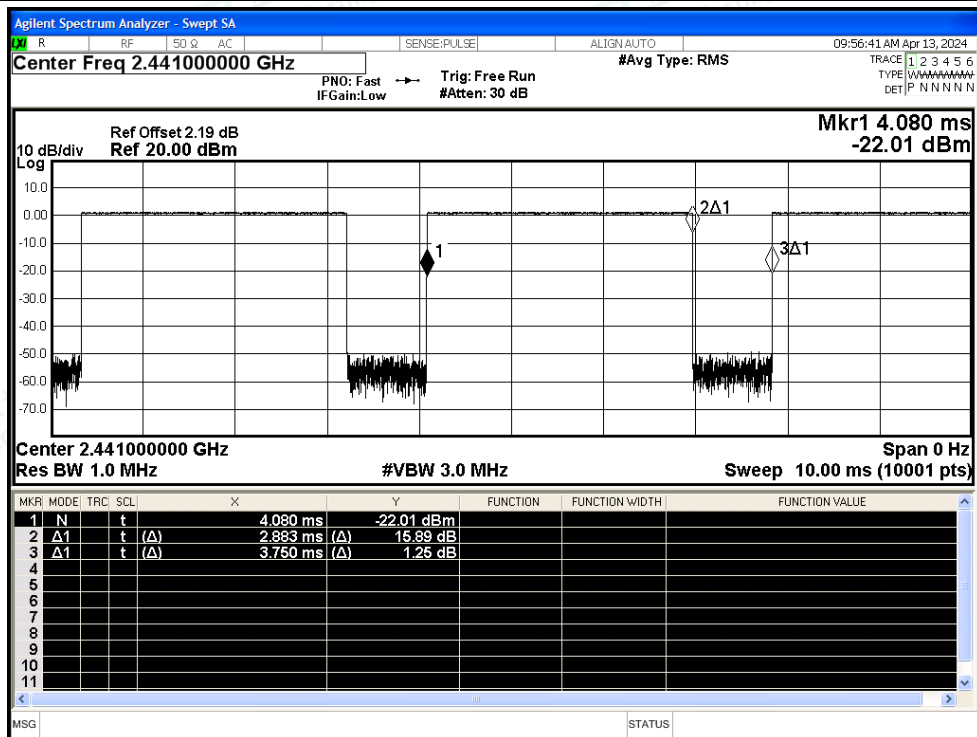 Agilent Spectrum Analyzer - Swept SA
LXI R RF 50 Ω AC SENSE:PULSE ALIGN AUTO 09:56:41 AM Apr 13, 2024
Center Freq 2.441000000 GHz #Avg Type: RMS TRACE 1 2 3 4 5 6
PNO: Fast Trig: Free Run TYPE WWWWWW
IFGain:Low #Atten: 30 dB DET P N N N N N
Mkr1 4.080 ms
Ref Offset 2.19 dB
10 dB/div Ref 20.00 dBm -22.01 dBm
Log
10.0
0.00 2Δ1
-10.0 1 3Δ1
-20.0
-30.0
-40.0
-50.0
-60.0
-70.0
Center 2.441000000 GHz Span 0 Hz
Res BW 1.0 MHz #VBW 3.0 MHz Sweep 10.00 ms (10001 pts)
MKR MODE TRC SCL X Y FUNCTION FUNCTION WIDTH FUNCTION VALUE
1 N t 4.080 ms -22.01 dBm
2 Δ1 t (Δ) 2.883 ms (Δ) 15.89 dB
3 Δ1 t (Δ) 3.750 ms (Δ) 1.25 dB
4
5
6
7
8
9
10
11
MSG STATUS